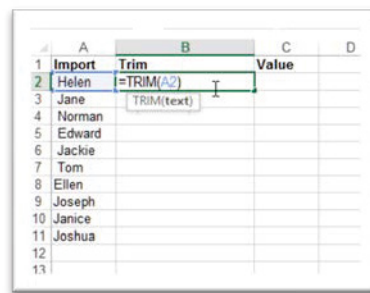 A B C D
1 Import Trim Value
2 Helen =TRIM(A2)
3 Jane TRIM(text)
4 Norman
5 Edward
6 Jackie
7 Tom
8 Ellen
9 Joseph
10 Janice
11 Joshua
12
13